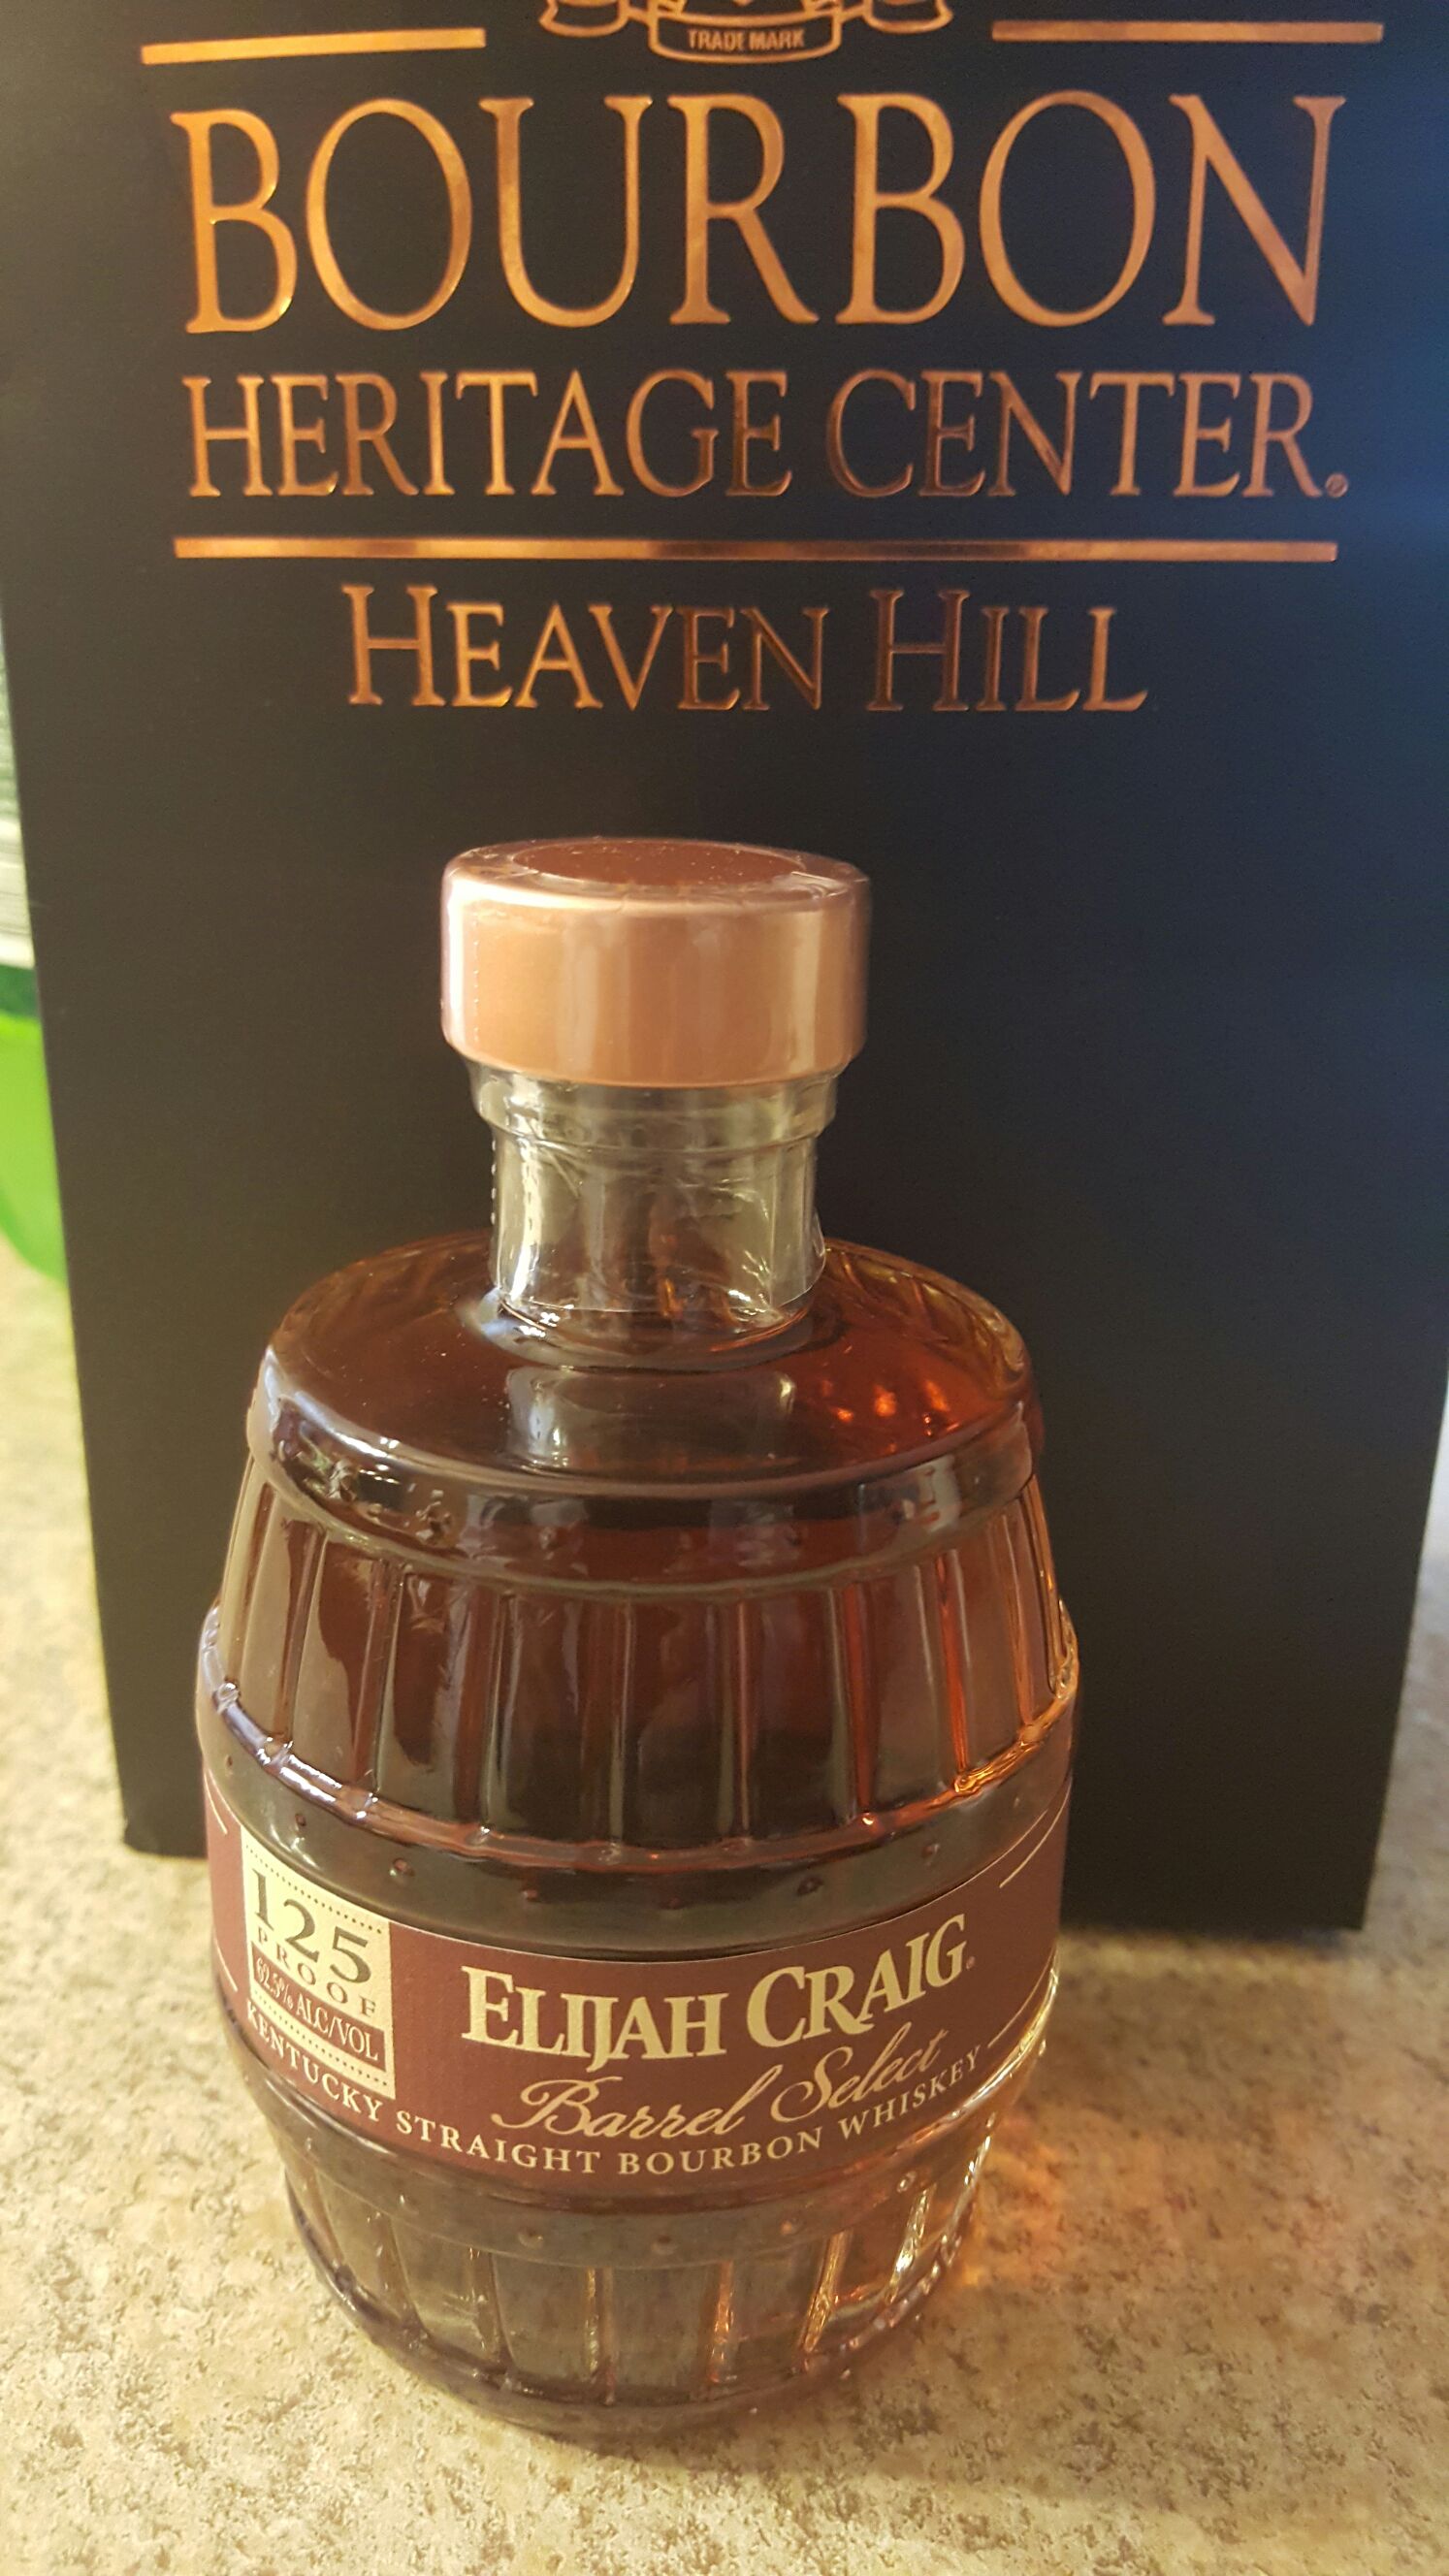 TRADE MARK
BOURBON
HERITAGE CENTER®
HEAVEN HILL
125
PROOF
62.5% ALC/VOL
ELIJAH CRAIG®
Barrel Select
KENTUCKY STRAIGHT BOURBON WHISKEY